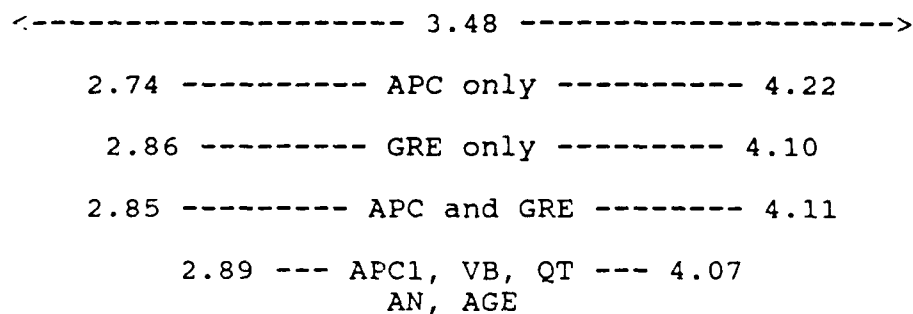 <--------------------- 3.48 --------------------->
2.74 ---------- APC only ---------- 4.22
2.86 --------- GRE only --------- 4.10
2.85 --------- APC and GRE -------- 4.11
2.89 --- APC1, VB, QT --- 4.07
AN, AGE